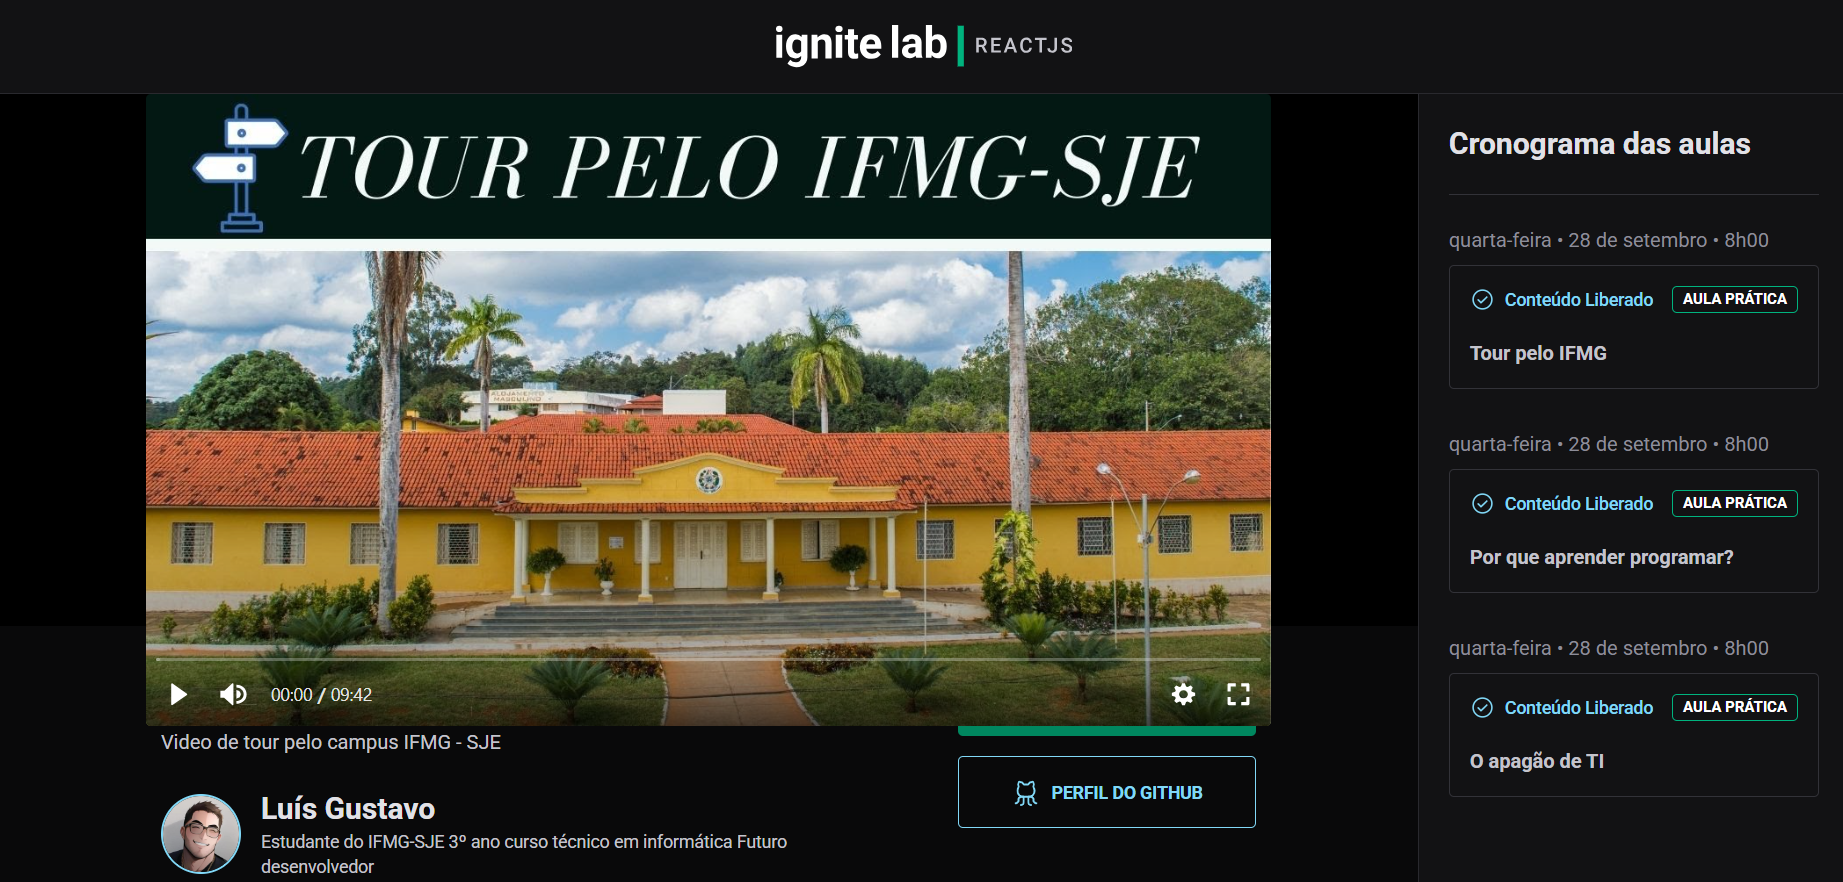 ignite lab | REACTJS
TOUR PELO IFMG-SJE
ALOJAMENTO
MASCULINO
00:00 / 09:42
Video de tour pelo campus IFMG - SJE
PERFIL DO GITHUB
Luís Gustavo
Estudante do IFMG-SJE 3º ano curso técnico em informática Futuro
desenvolvedor
Cronograma das aulas
quarta-feira • 28 de setembro • 8h00
Conteúdo Liberado AULA PRÁTICA
Tour pelo IFMG
quarta-feira • 28 de setembro • 8h00
Conteúdo Liberado AULA PRÁTICA
Por que aprender programar?
quarta-feira • 28 de setembro • 8h00
Conteúdo Liberado AULA PRÁTICA
O apagão de TI